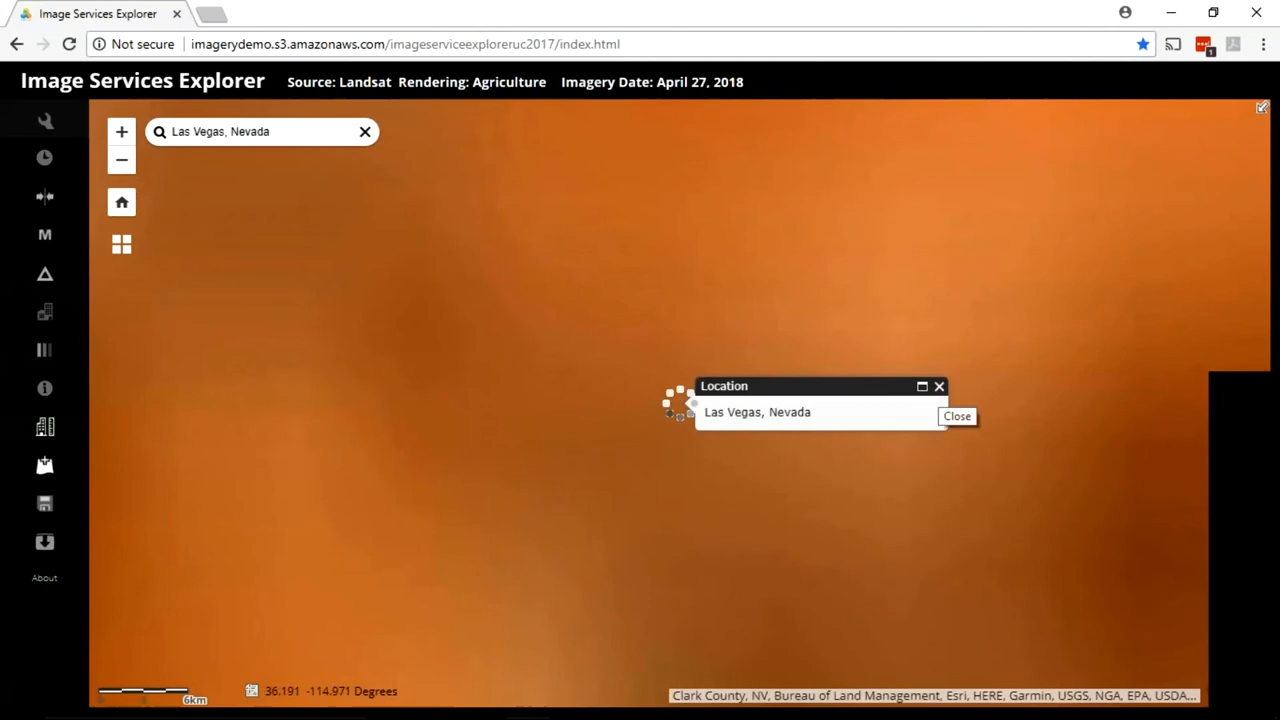 Image Services Explorer
Not secure | imagerydemo.s3.amazonaws.com/imageserviceexploreruc2017/index.html
1
Image Services Explorer Source: Landsat Rendering: Agriculture Imagery Date: April 27, 2018
+
Las Vegas, Nevada
−
M
Location
Las Vegas, Nevada
Close
About
6km
36.191 -114.971 Degrees
Clark County, NV, Bureau of Land Management, Esri, HERE, Garmin, USGS, NGA, EPA, USDA...